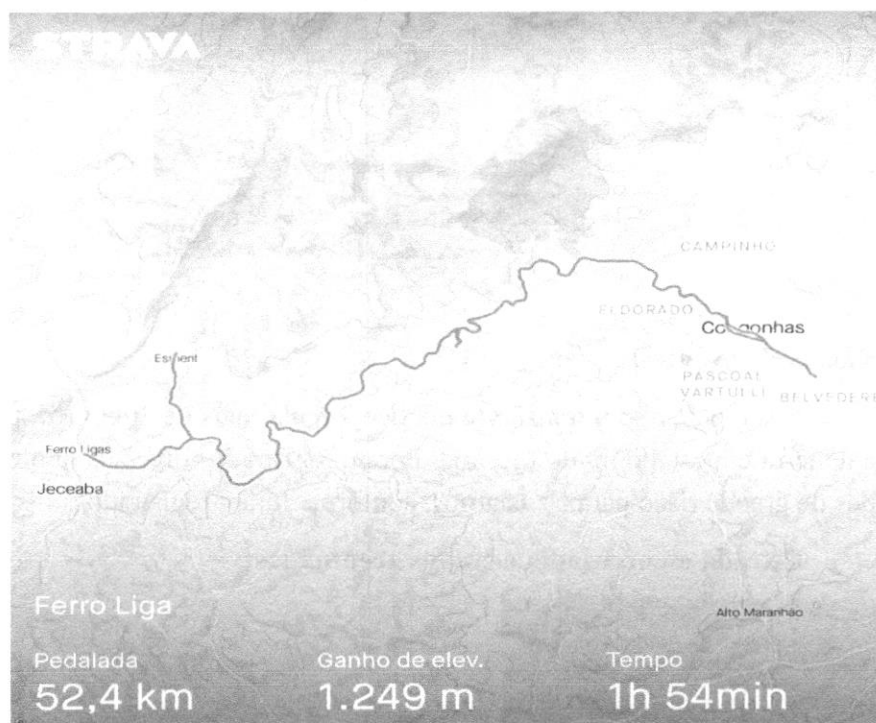 STRAVA
CAMPINHO
ELDORADO
Congonhas
PASCOAL
VARTULLI
BELVEDERE
Ferro Ligas
Jeceaba
Ferro Liga
Alto Maranhão
Pedalada
Ganho de elev.
Tempo
52,4 km
1.249 m
1h 54min